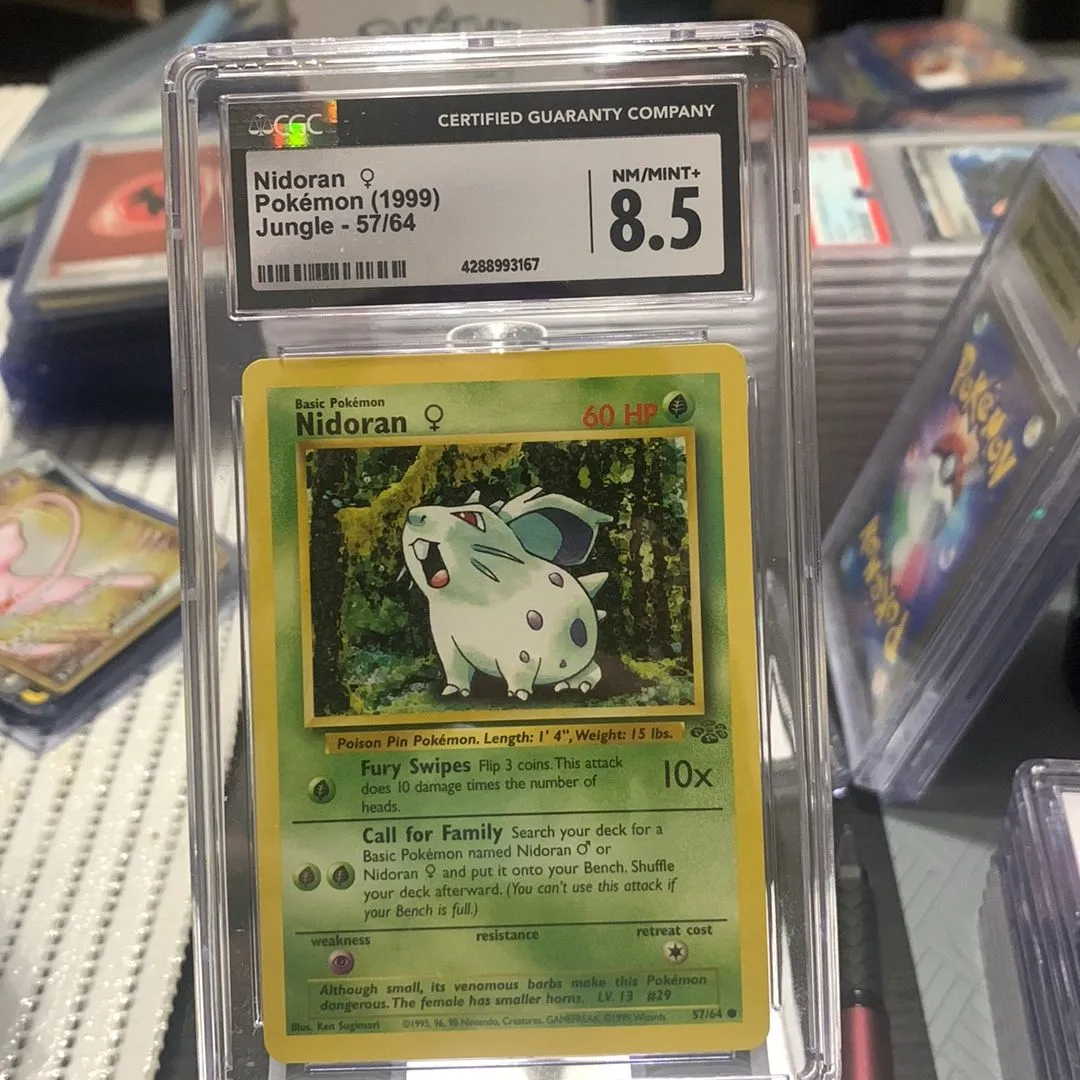 CGC
CERTIFIED GUARANTY COMPANY
Nidoran ♀
Pokémon (1999)
Jungle - 57/64
NM/MINT+
8.5
4288993167
Basic Pokémon
Nidoran ♀
60 HP
Poison Pin Pokémon. Length: 1' 4", Weight: 15 lbs.
Fury Swipes Flip 3 coins. This attack
does 10 damage times the number of
heads.
10x
Call for Family Search your deck for a
Basic Pokémon named Nidoran ♂ or
Nidoran ♀ and put it onto your Bench. Shuffle
your deck afterward. (You can't use this attack if
your Bench is full.)
weakness
resistance
retreat cost
Although small, its venomous barbs make this Pokémon
dangerous. The female has smaller horns. LV. 13 #29
Illus. Ken Sugimori
©1995, 96, 98 Nintendo, Creatures, GAMEFREAK. ©1999 Wizards.
57/64
Pokémon
Pokémon